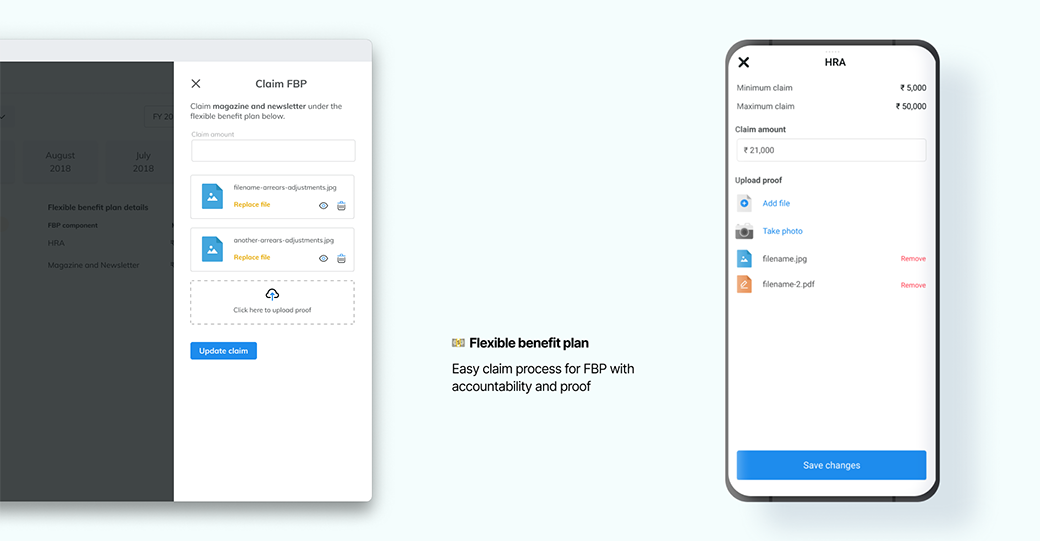 FY 20
August
2018
July
2018
Flexible benefit plan details
FBP component
HRA
Magazine and Newsletter
Claim FBP
Claim magazine and newsletter under the
flexible benefit plan below.
Claim amount
filename-arrears-adjustments.jpg
Replace file
another-arrears-adjustments.jpg
Replace file
Click here to upload proof
Update claim
Flexible benefit plan
Easy claim process for FBP with
accountability and proof
HRA
Minimum claim ₹ 5,000
Maximum claim ₹ 50,000
Claim amount
₹ 21,000
Upload proof
Add file
Take photo
filename.jpg Remove
filename-2.pdf Remove
Save changes